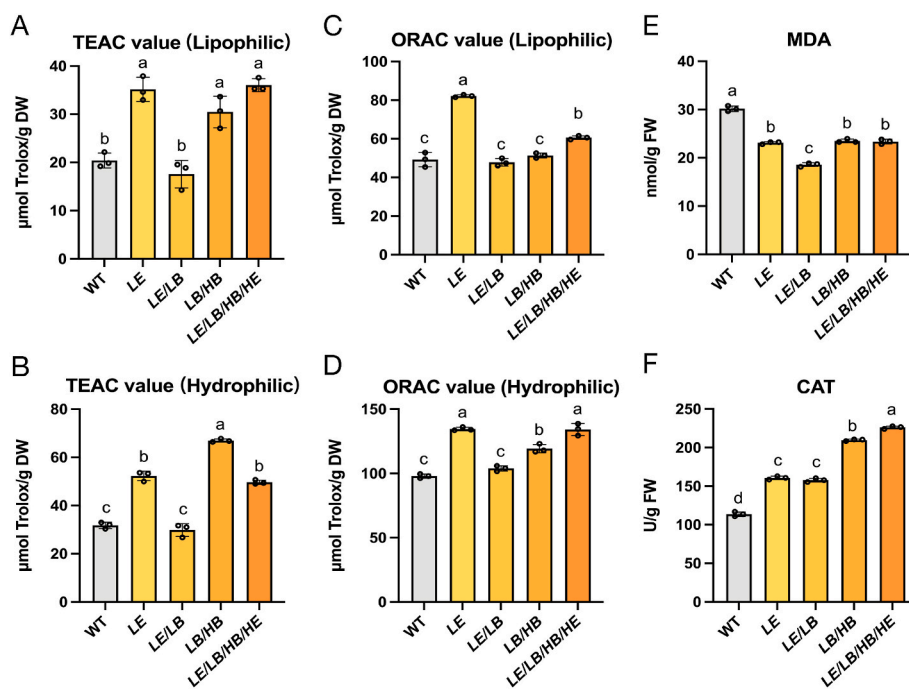 A
TEAC value (Lipophilic)
μmol Trolox/g DW
40
30
20
10
0
b
a
b
a
a
WT
LE
LE/LB
LB/HB
LE/LB/HB/HE
C
ORAC value (Lipophilic)
μmol Trolox/g DW
100
80
60
40
20
0
c
a
c
c
b
WT
LE
LE/LB
LB/HB
LE/LB/HB/HE
E
MDA
nmol/g FW
40
30
20
10
0
a
b
c
b
b
WT
LE
LE/LB
LB/HB
LE/LB/HB/HE
B
TEAC value (Hydrophilic)
μmol Trolox/g DW
80
60
40
20
0
c
b
c
a
b
WT
LE
LE/LB
LB/HB
LE/LB/HB/HE
D
ORAC value (Hydrophilic)
μmol Trolox/g DW
150
100
50
0
c
a
c
b
a
WT
LE
LE/LB
LB/HB
LE/LB/HB/HE
F
CAT
U/g FW
250
200
150
100
50
0
d
c
c
b
a
WT
LE
LE/LB
LB/HB
LE/LB/HB/HE